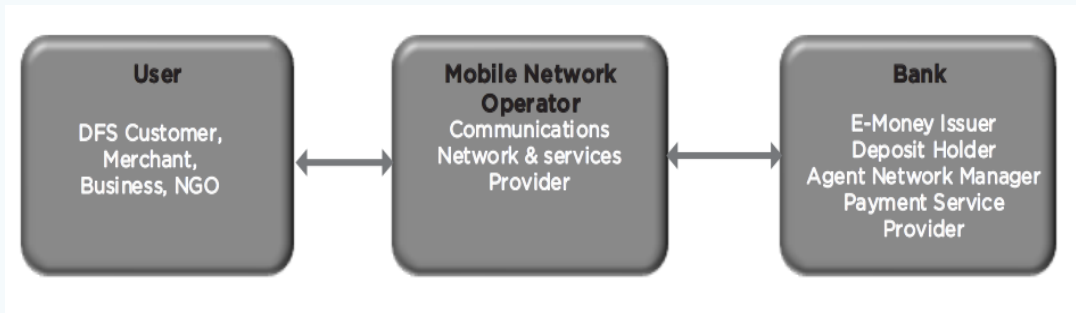 User
DFS Customer,
Merchant,
Business, NGO
Mobile Network
Operator
Communications
Network & services
Provider
Bank
E-Money Issuer
Deposit Holder
Agent Network Manager
Payment Service
Provider